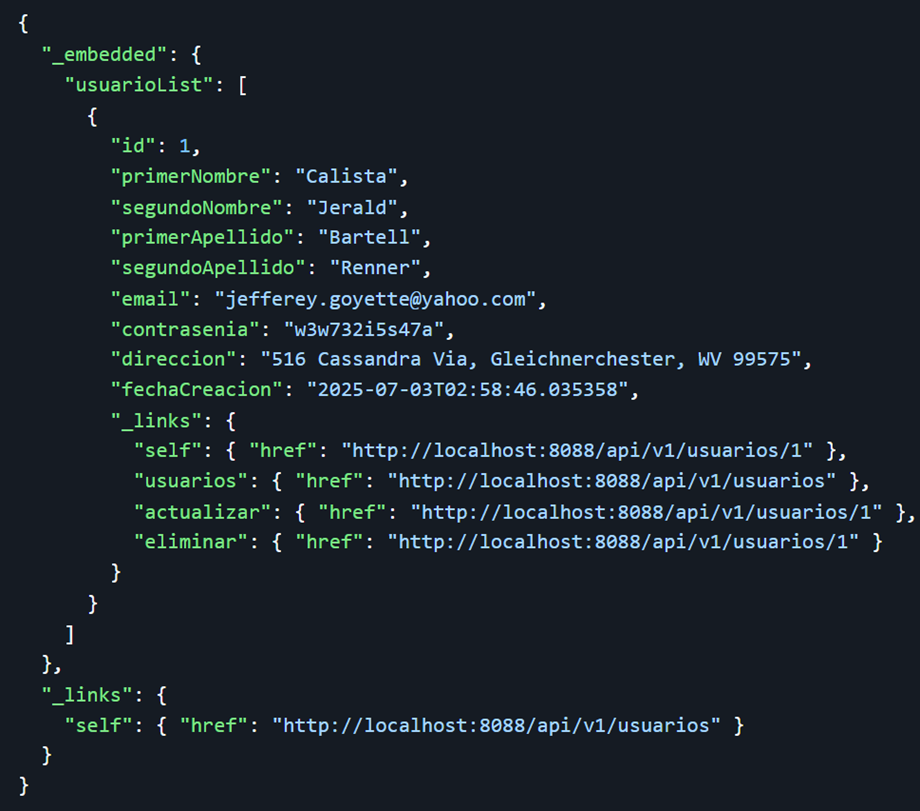 {
  "_embedded": {
    "usuarioList": [
      {
        "id": 1,
        "primerNombre": "Calista",
        "segundoNombre": "Jerald",
        "primerApellido": "Bartell",
        "segundoApellido": "Renner",
        "email": "jefferey.goyette@yahoo.com",
        "contrasenia": "w3w732i5s47a",
        "direccion": "516 Cassandra Via, Gleichnerchester, WV 99575",
        "fechaCreacion": "2025-07-03T02:58:46.035358",
        "_links": {
          "self": { "href": "http://localhost:8088/api/v1/usuarios/1" },
          "usuarios": { "href": "http://localhost:8088/api/v1/usuarios" },
          "actualizar": { "href": "http://localhost:8088/api/v1/usuarios/1" },
          "eliminar": { "href": "http://localhost:8088/api/v1/usuarios/1" }
        }
      }
    ]
  },
  "_links": {
    "self": { "href": "http://localhost:8088/api/v1/usuarios" }
  }
}